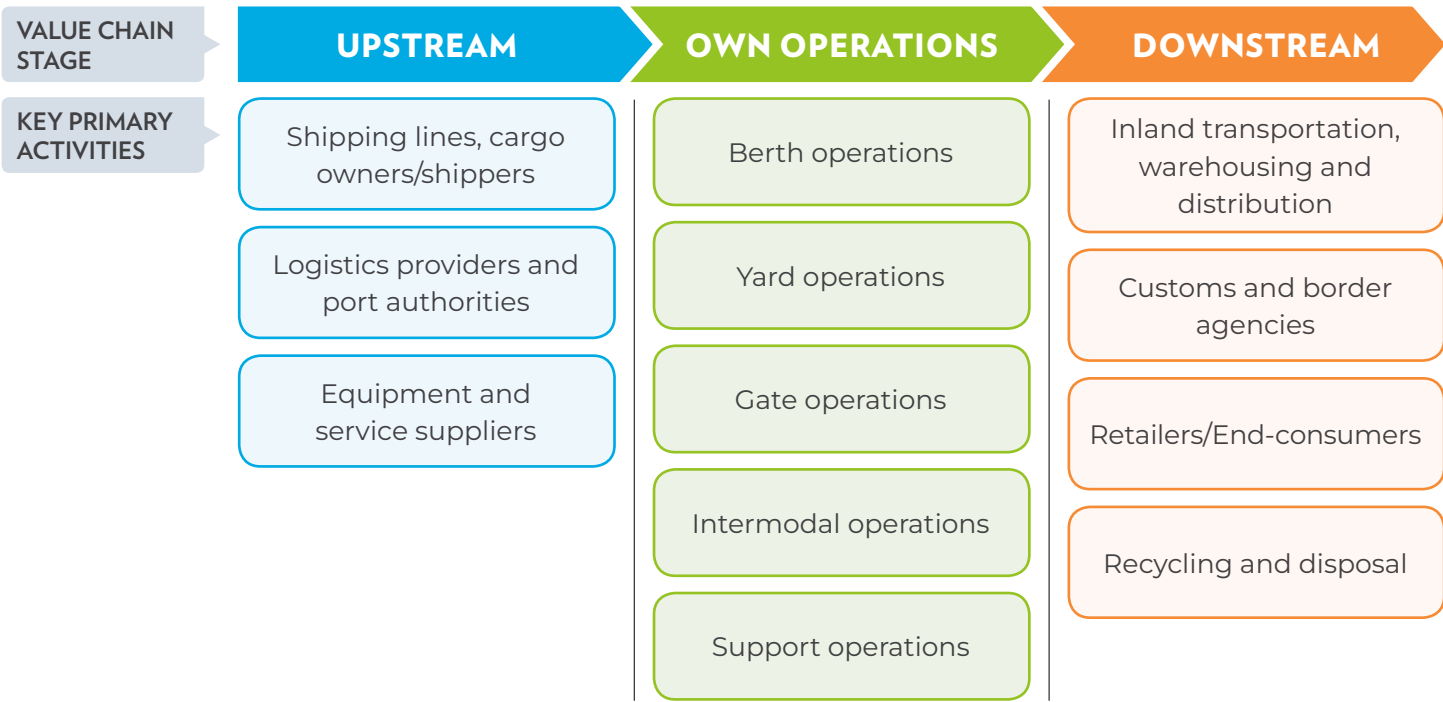 VALUE CHAIN
STAGE
UPSTREAM
OWN OPERATIONS
DOWNSTREAM
KEY PRIMARY
ACTIVITIES
Shipping lines, cargo
owners/shippers
Logistics providers and
port authorities
Equipment and
service suppliers
Berth operations
Yard operations
Gate operations
Intermodal operations
Support operations
Inland transportation,
warehousing and
distribution
Customs and border
agencies
Retailers/End-consumers
Recycling and disposal